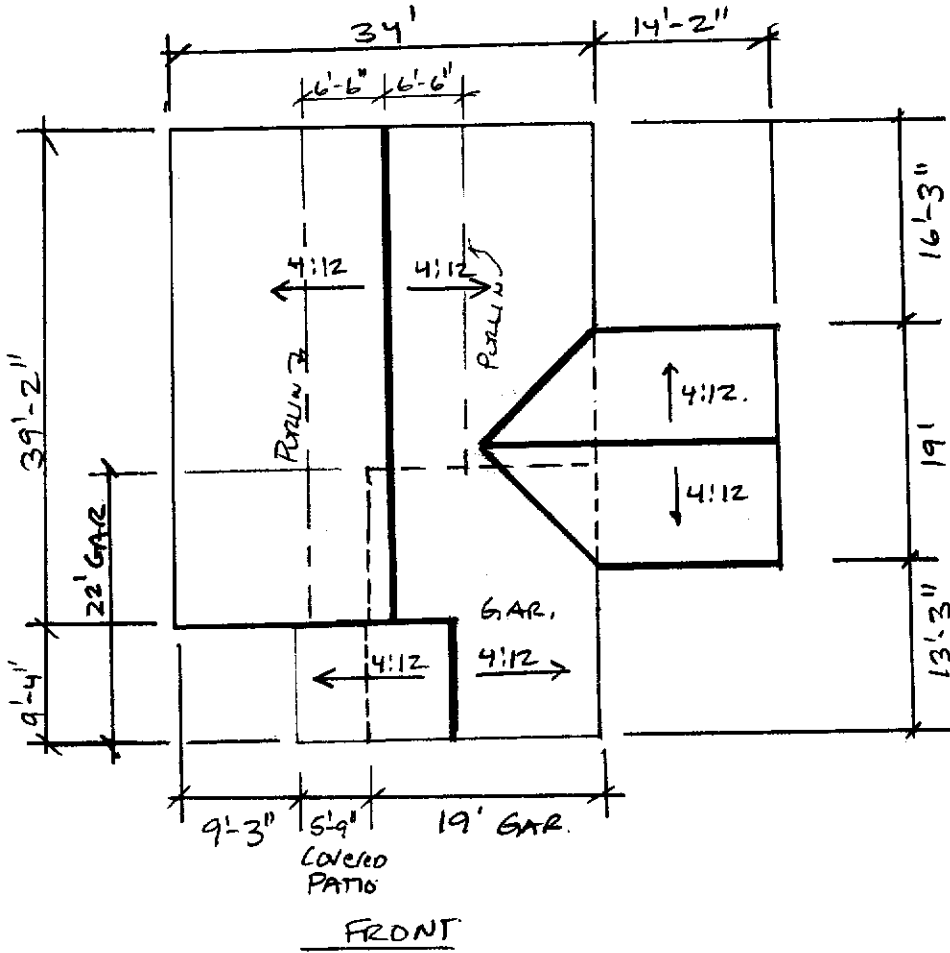 34'
14'-2"
6'-6"
6'-6"
16'-3"
4:12
4:12
PURLIN
PURLIN
39'-2"
4:12.
19'
4:12
22' GAR.
GAR.
4:12
4:12
13'-3"
9'-4'
9'-3"
5'-9"
19' GAR.
Covered
PATIO
FRONT